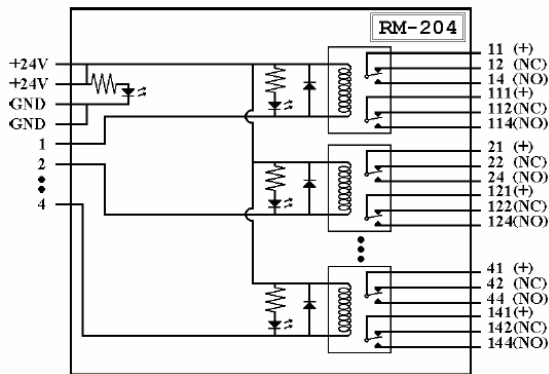 RM-204
+24V
+24V
GND
GND
1
2
4
11 (+)
12 (NC)
14 (NO)
111(+)
112(NC)
114(NO)
21 (+)
22 (NC)
24 (NO)
121(+)
122(NC)
124(NO)
41 (+)
42 (NC)
44 (NO)
141(+)
142(NC)
144(NO)